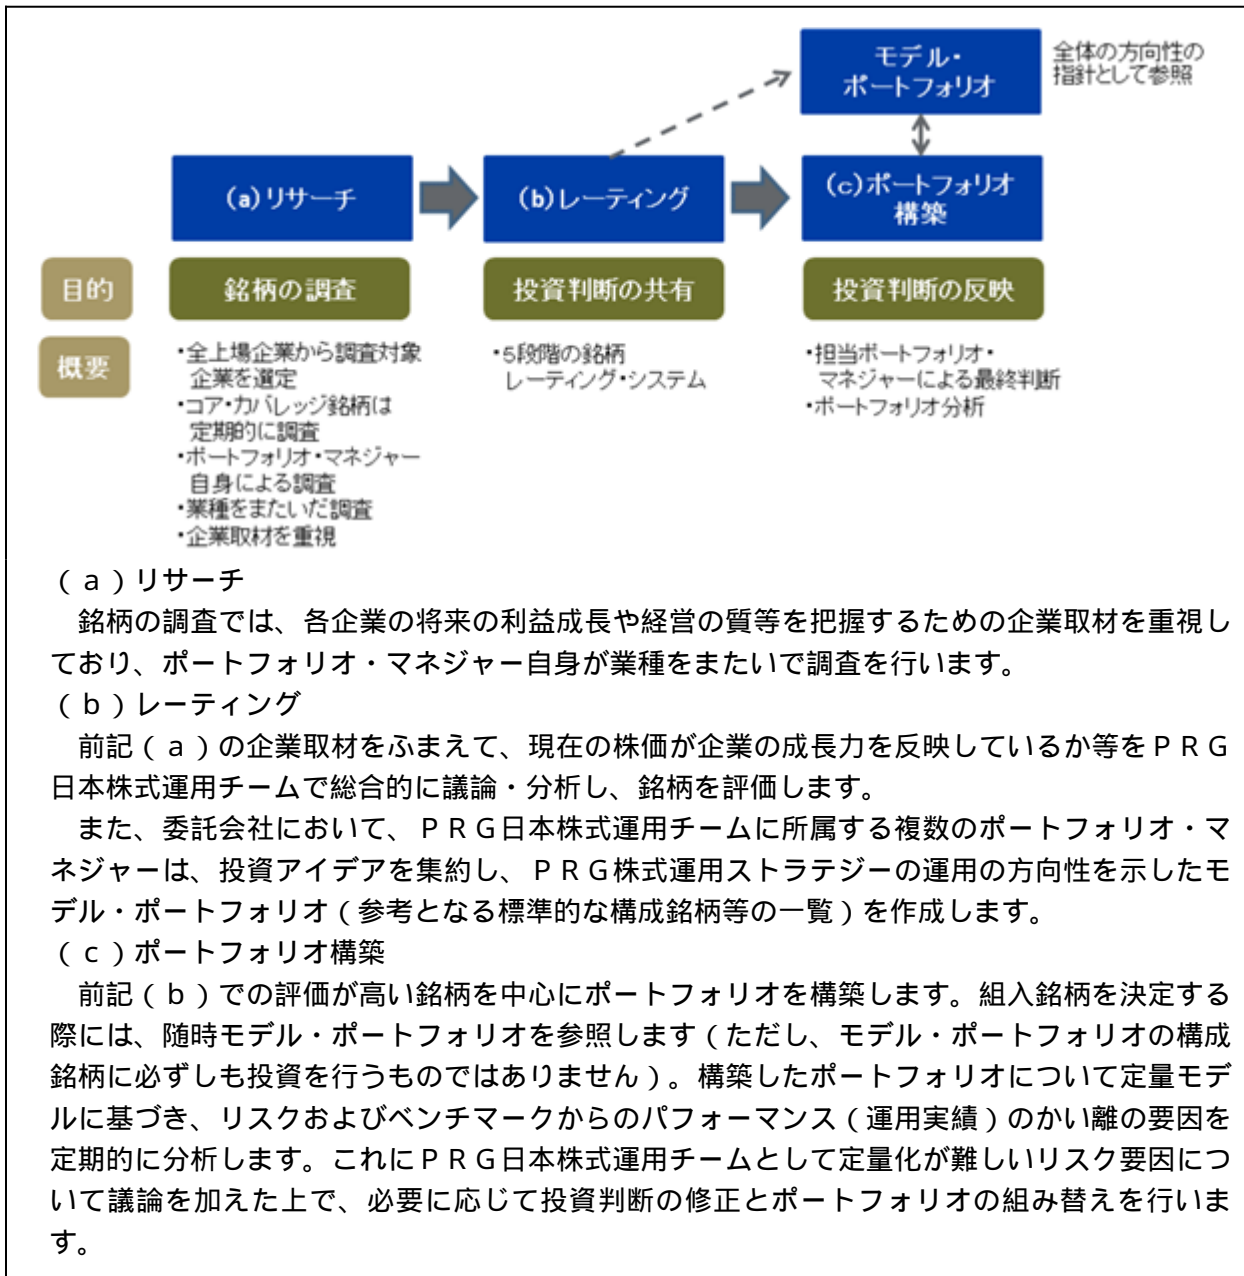 モデル・
ポートフォリオ
全体の方向性の
指針として参照
(a)リサーチ
(b)レーティング
(c)ポートフォリオ
構築
目的
銘柄の調査
投資判断の共有
投資判断の反映
概要
・全上場企業から調査対象
企業を選定
・コア・カバレッジ銘柄は
定期的に調査
・ポートフォリオ・マネジャー
自身による調査
・業種をまたいだ調査
・企業取材を重視
・5段階の銘柄
レーティング・システム
・担当ポートフォリオ・
マネジャーによる最終判断
・ポートフォリオ分析
(a)リサーチ
銘柄の調査では、各企業の将来の利益成長や経営の質等を把握するための企業取材を重視し
ており、ポートフォリオ・マネジャー自身が業種をまたいで調査を行います。
(b)レーティング
前記(a)の企業取材をふまえて、現在の株価が企業の成長力を反映しているか等をPRG
日本株式運用チームで総合的に議論・分析し、銘柄を評価します。
また、委託会社において、PRG日本株式運用チームに所属する複数のポートフォリオ・マ
ネジャーは、投資アイデアを集約し、PRG株式運用ストラテジーの運用の方向性を示したモ
デル・ポートフォリオ(参考となる標準的な構成銘柄等の一覧)を作成します。
(c)ポートフォリオ構築
前記(b)での評価が高い銘柄を中心にポートフォリオを構築します。組入銘柄を決定する
際には、随時モデル・ポートフォリオを参照します(ただし、モデル・ポートフォリオの構成
銘柄に必ずしも投資を行うものではありません)。構築したポートフォリオについて定量モデ
ルに基づき、リスクおよびベンチマークからのパフォーマンス(運用実績)のかい離の要因を
定期的に分析します。これにPRG日本株式運用チームとして定量化が難しいリスク要因につ
いて議論を加えた上で、必要に応じて投資判断の修正とポートフォリオの組み替えを行いま
す。